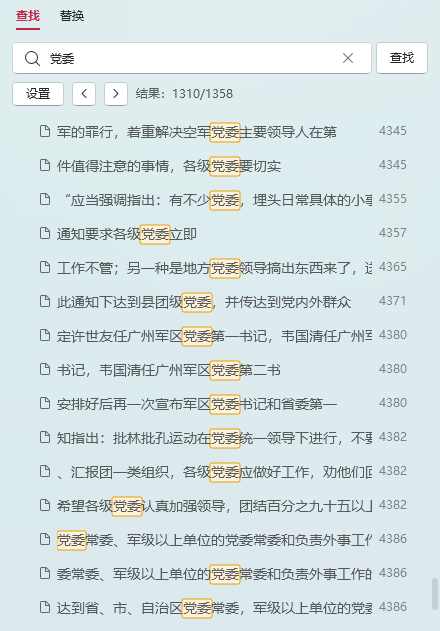 查找 替换
党委 查找
设置 结果：1310/1358
军的罪行，着重解决空军党委主要领导人在第 4345
件值得注意的事情，各级党委要切实 4345
“应当强调指出：有不少党委，埋头日常具体的小事 4355
通知要求各级党委立即 4357
工作不管；另一种是地方党委领导搞出东西来了，这 4365
此通知下达到县团级党委，并传达到党内外群众 4371
定许世友任广州军区党委第一书记，韦国清任广州军 4380
书记，韦国清任广州军区党委第二书 4380
安排好后再一次宣布军区党委书记和省委第一 4380
知指出：批林批孔运动在党委统一领导下进行，不要 4382
、汇报团一类组织，各级党委应做好工作，劝他们回 4382
希望各级党委认真加强领导，团结百分之九十五以上 4382
党委常委、军级以上单位的党委常委和负责外事工作 4386
委常委、军级以上单位的党委常委和负责外事工作的 4386
达到省、市、自治区党委常委，军级以上单位的党委 4386